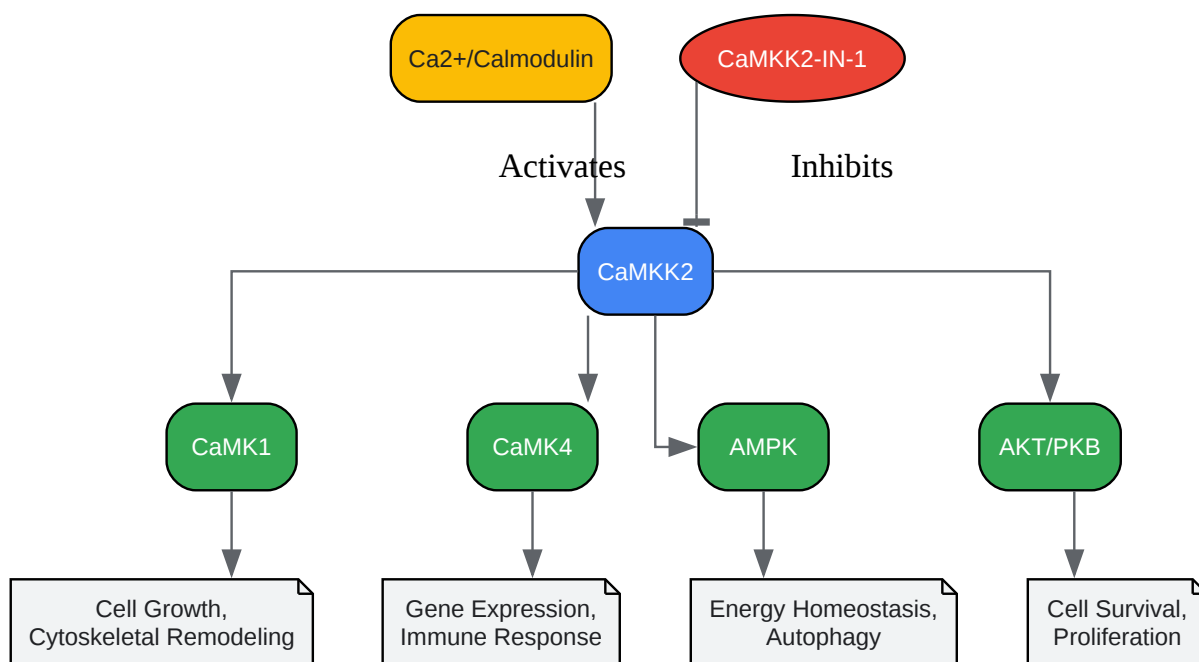 Ca2+/Calmodulin
CaMKK2-IN-1
Activates
Inhibits
CaMKK2
CaMK1
CaMK4
AMPK
AKT/PKB
Cell Growth,
Cytoskeletal Remodeling
Gene Expression,
Immune Response
Energy Homeostasis,
Autophagy
Cell Survival,
Proliferation